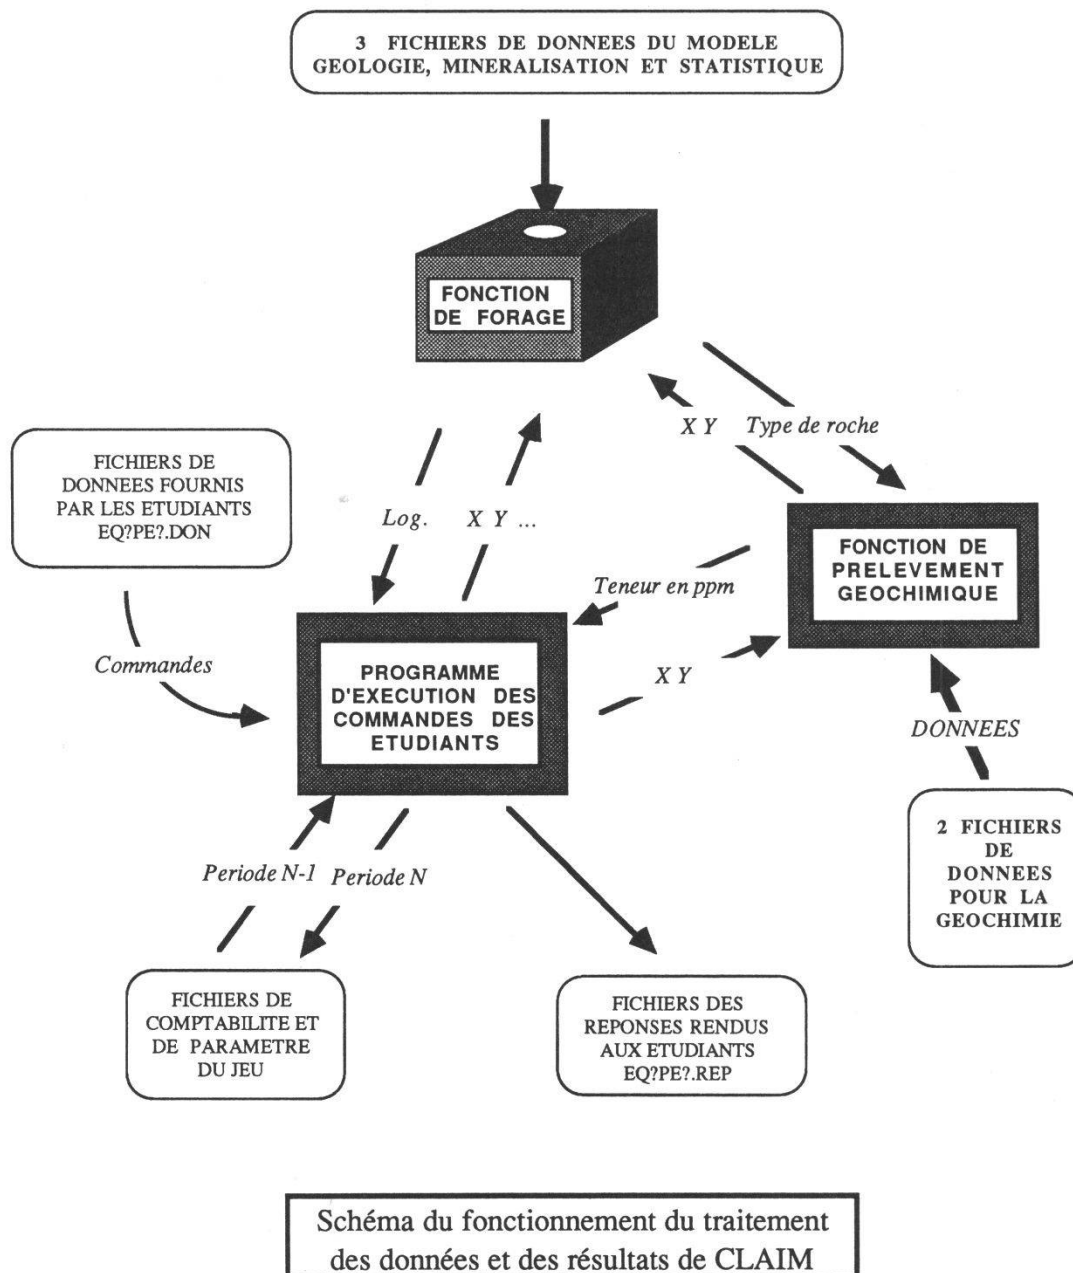 3 FICHIERS DE DONNEES DU MODELE
GEOLOGIE, MINERALISATION ET STATISTIQUE
FONCTION
DE FORAGE
X Y Type de roche
FICHIERS DE
DONNEES FOURNIS
PAR LES ETUDIANTS
EQ?PE?.DON
Log. X Y ...
FONCTION DE
PRELEVEMENT
GEOCHIMIQUE
Teneur en ppm
Commandes
X Y
PROGRAMME
D'EXECUTION DES
COMMANDES DES
ETUDIANTS
DONNEES
2 FICHIERS
DE
DONNEES
POUR LA
GEOCHIMIE
Periode N-1 Periode N
FICHIERS DE
COMPTABILITE ET
DE PARAMETRE
DU JEU
FICHIERS DES
REPONSES RENDUS
AUX ETUDIANTS
EQ?PE?.REP
Schéma du fonctionnement du traitement
des données et des résultats de CLAIM